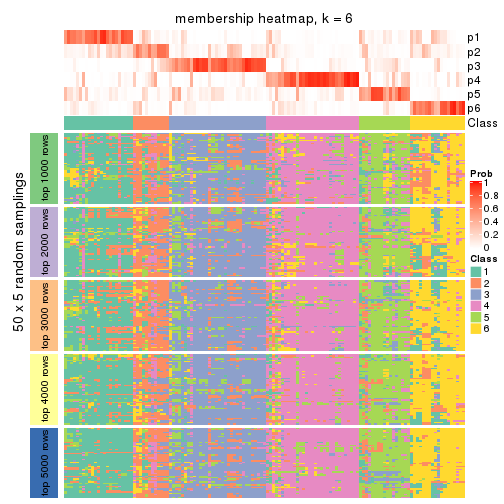 membership heatmap, k = 6
p1
p2
p3
p4
p5
p6
Class
50 x 5 random samplings
top 1000 rows
top 2000 rows
top 3000 rows
top 4000 rows
top 5000 rows
Prob
1
0.8
0.6
0.4
0.2
0
Class
1
2
3
4
5
6